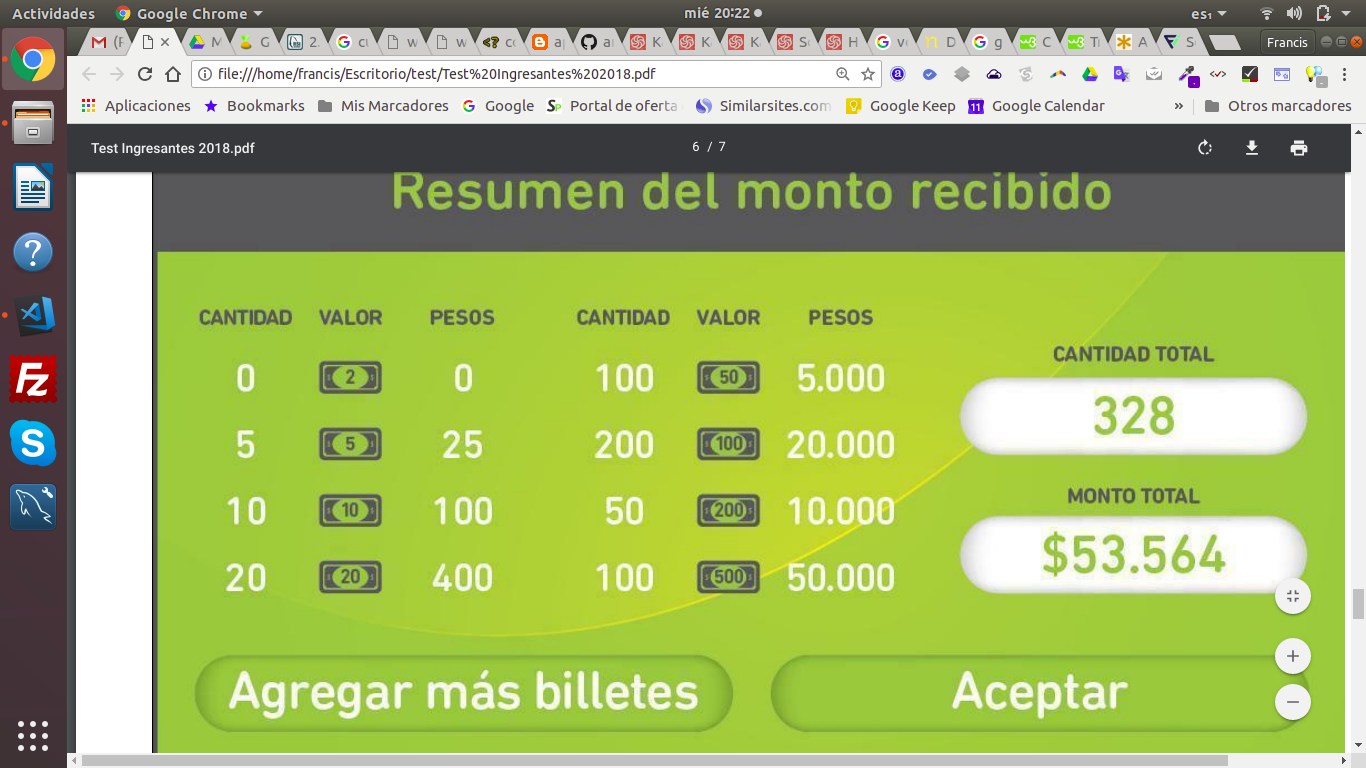 Actividades Google Chrome mié 20:22 es₁
(F M G 2. G c w w <?> c a a K K K S H G v D G g C T A S Francis
file:///home/francis/Escritorio/test/Test%20Ingresantes%202018.pdf
Aplicaciones Bookmarks Mis Marcadores Google Portal de oferta Similarsites.com Google Keep Google Calendar » Otros marcadores
Test Ingresantes 2018.pdf 6 / 7
Resumen del monto recibido
CANTIDAD VALOR PESOS CANTIDAD VALOR PESOS
0 2 0 100 50 5.000
5 5 25 200 100 20.000
10 10 100 50 200 10.000
20 20 400 100 500 50.000
CANTIDAD TOTAL
328
MONTO TOTAL
$53.564
Agregar más billetes Aceptar